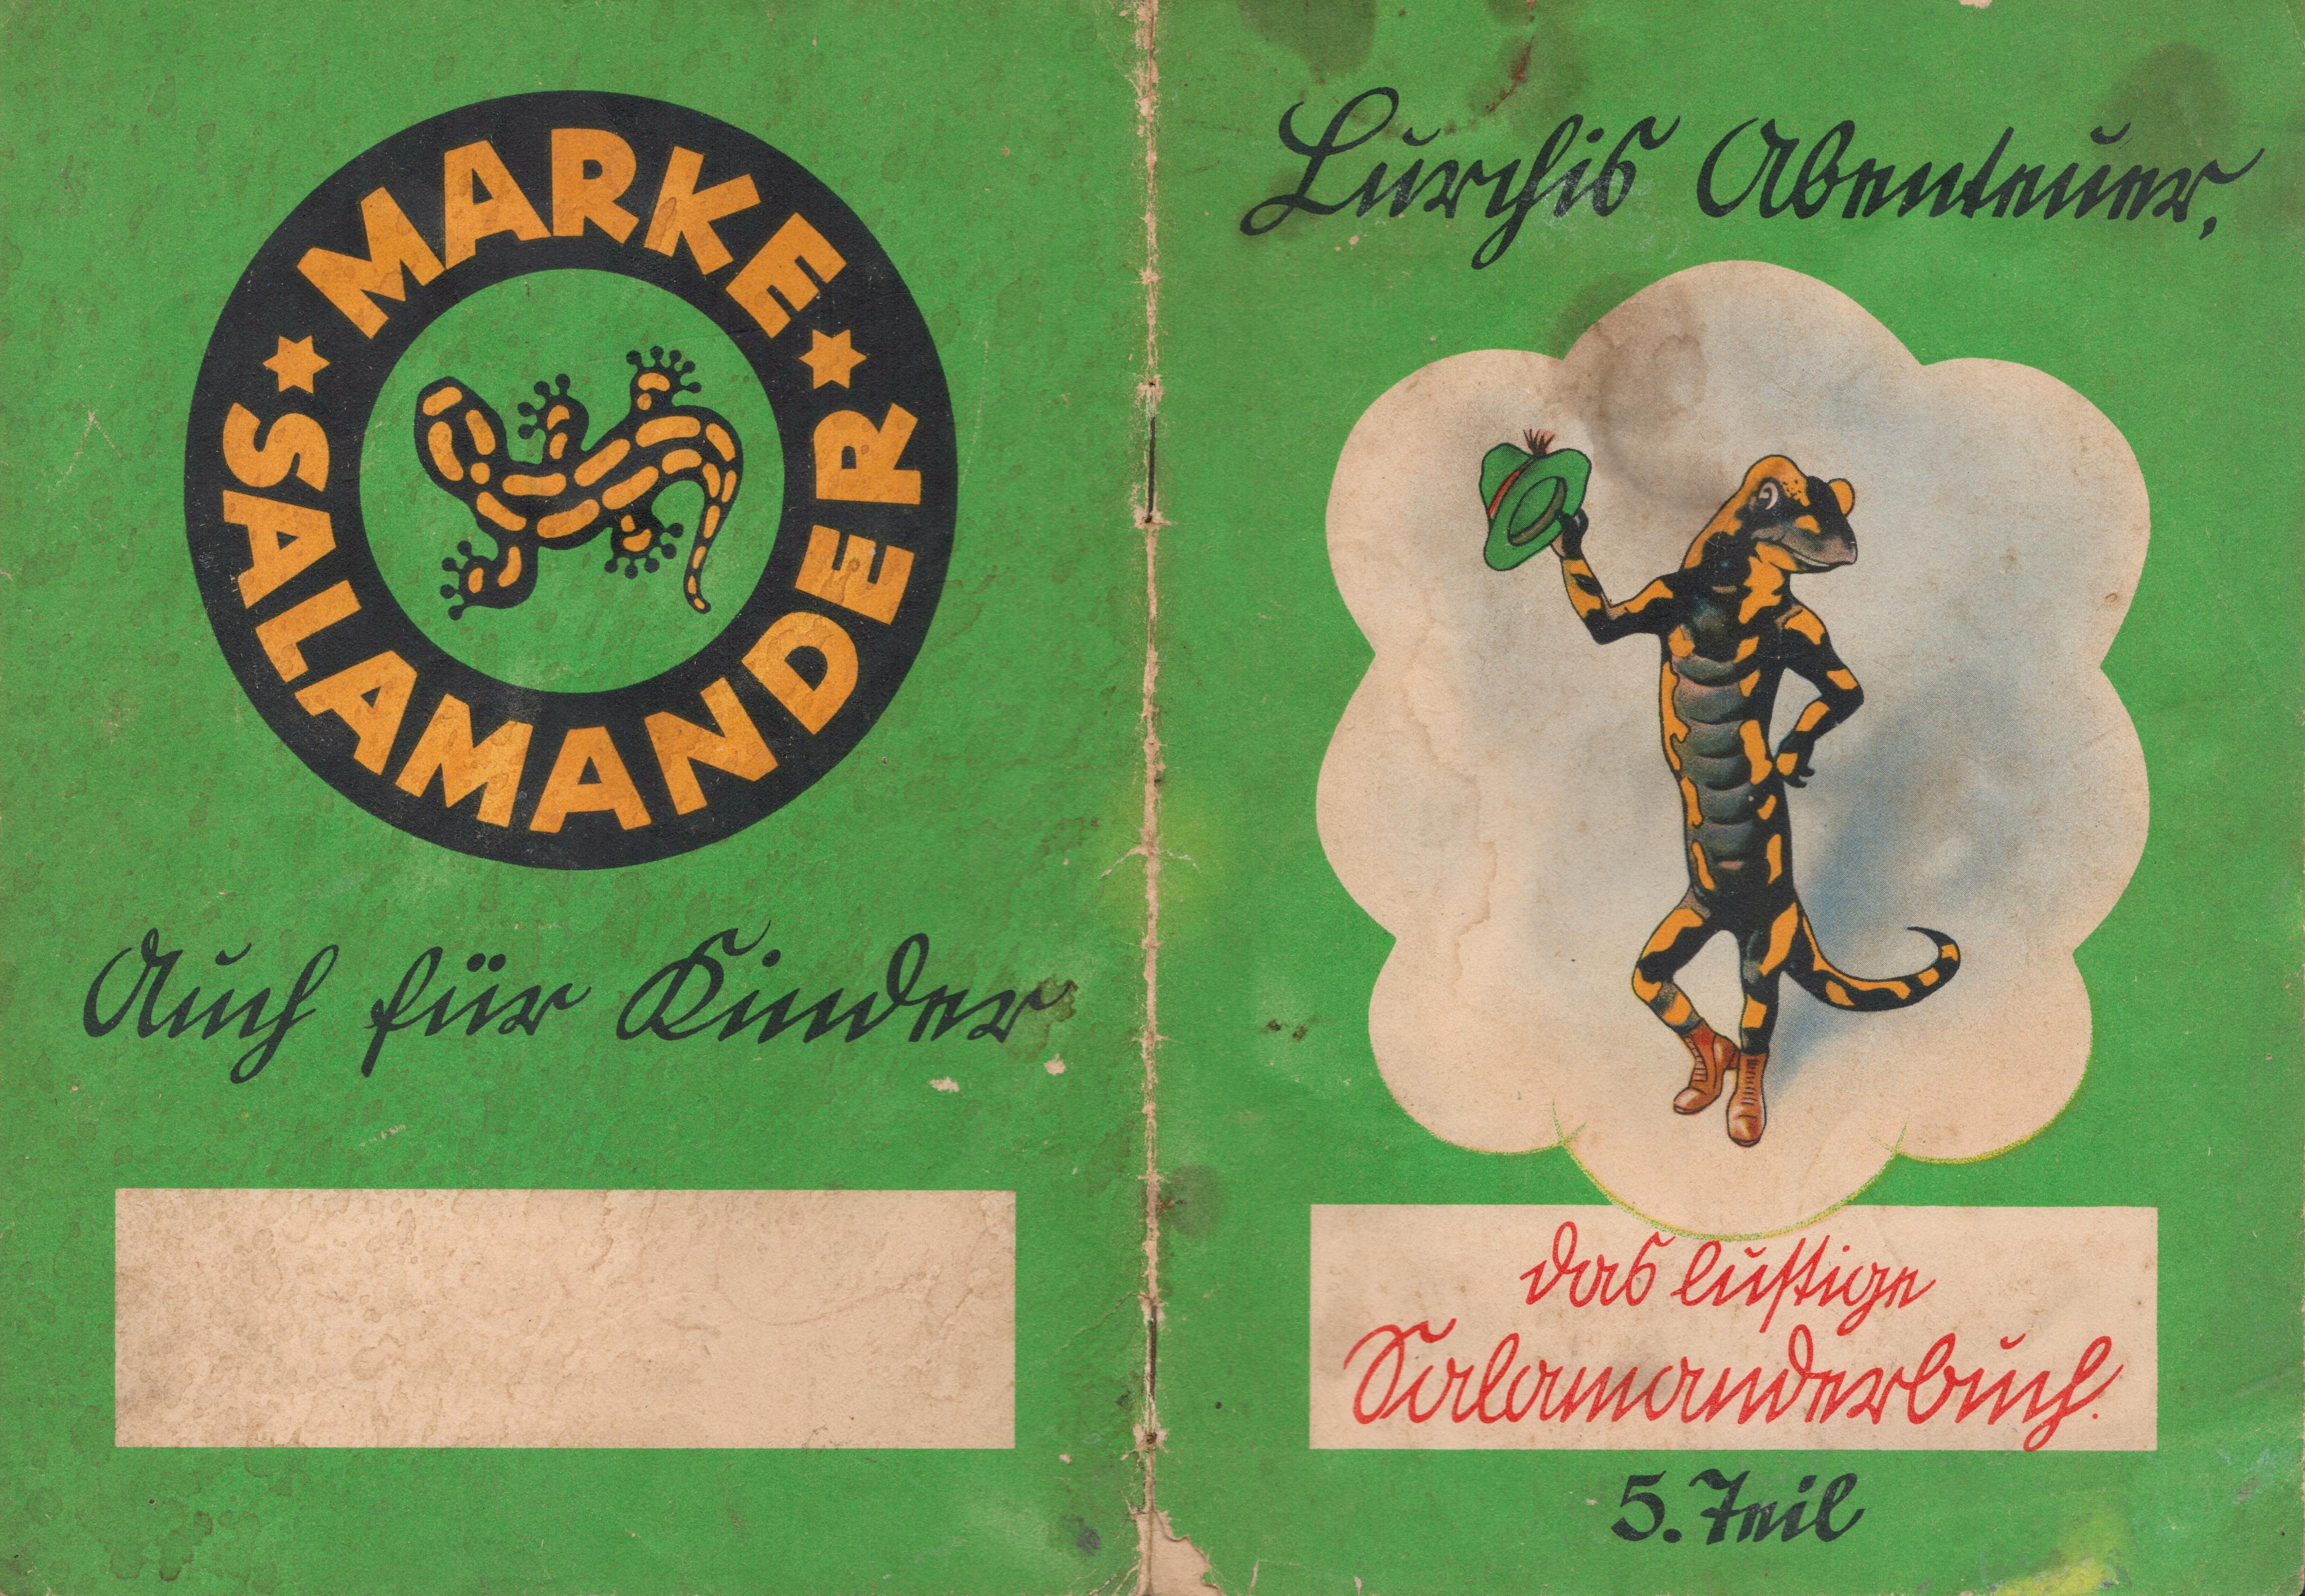 MARKE
SALAMANDER
Auch für Kinder
Lurchis Abenteuer,
das lustige
Salamanderbuch.
5. Teil